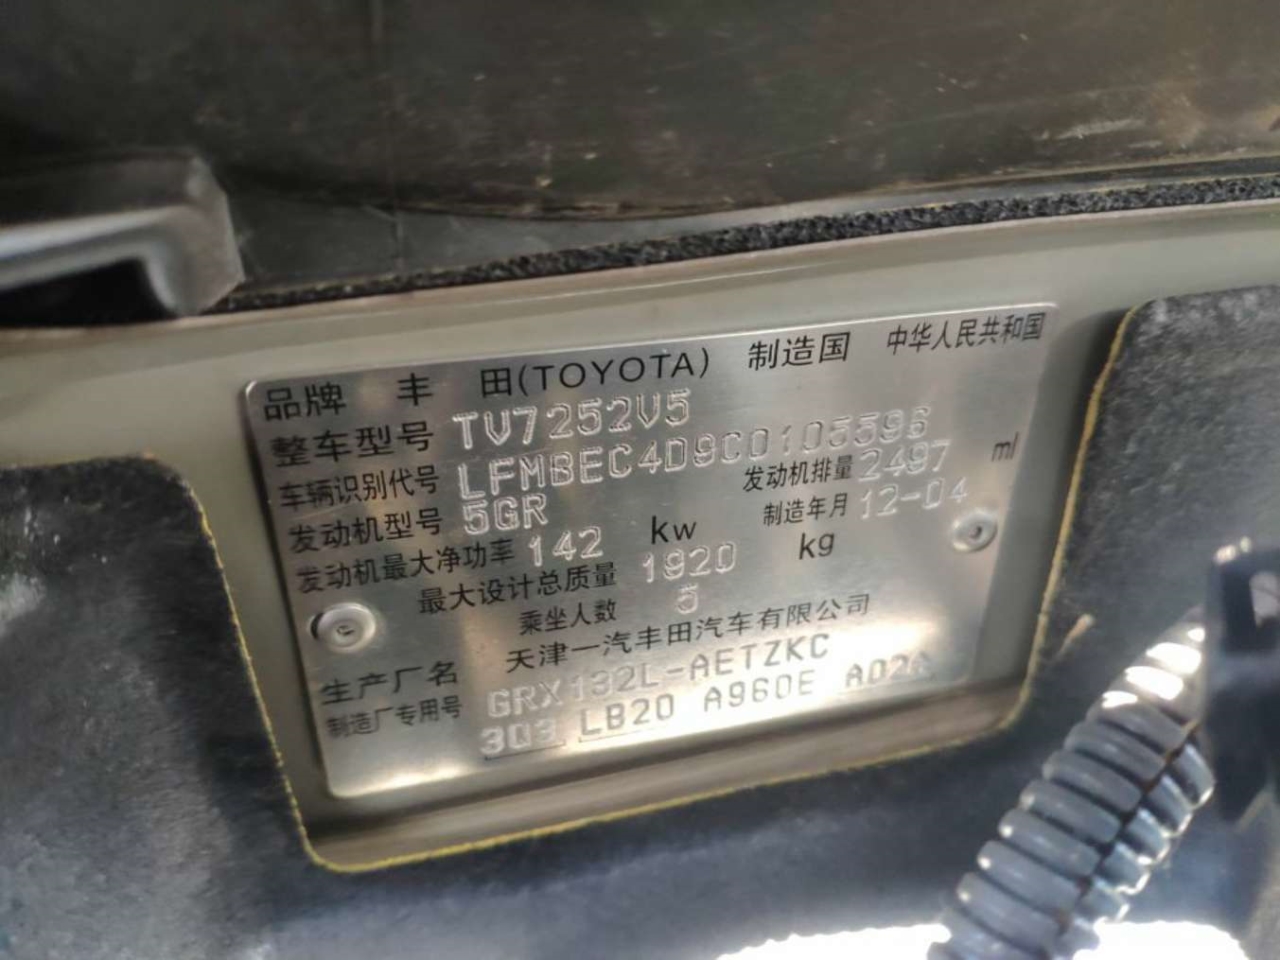 品牌 丰田(TOYOTA) 制造国 中华人民共和国
整车型号 TV7252V5
车辆识别代号 LFMBEC4D9C0105596
发动机型号 5GR 发动机排量 2497 ml
发动机最大净功率 142 kw 制造年月 12-04
最大设计总质量 1920 kg
乘坐人数 5
生产厂名 天津一汽丰田汽车有限公司
制造厂专用号 GRX132L-AETZKC
303 LB20 A960E A02A